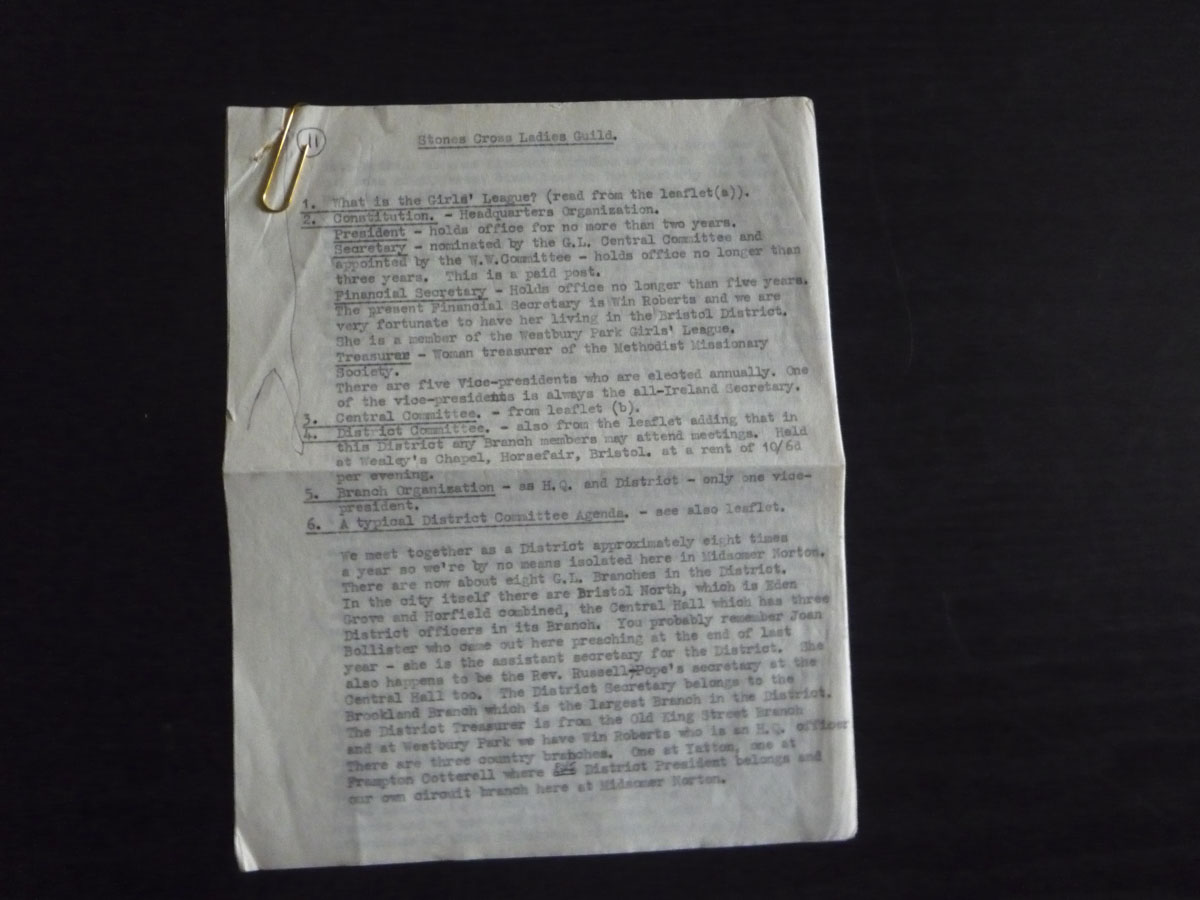 11
Stones Cross Ladies Guild.
1. What is the Girls' League? (read from the leaflet(a)).
2. Constitution. - Headquarters Organization.
President - holds office for no more than two years.
Secretary - nominated by the G.L. Central Committee and
appointed by the W.W.Committee - holds office no longer than
three years. This is a paid post.
Financial Secretary - Holds office no longer than five years.
The present Financial Secretary is Win Roberts and we are
very fortunate to have her living in the Bristol District.
She is a member of the Westbury Park Girls' League.
Treasurer - Woman treasurer of the Methodist Missionary
Society.
There are five Vice-presidents who are elected annually. One
of the vice-presidents is always the all-Ireland Secretary.
3. Central Committee. - from leaflet (b).
4. District Committee. - also from the leaflet adding that in
this District any Branch members may attend meetings. Held
at Wesley's Chapel, Horsefair, Bristol. at a rent of 10/6d
per evening.
5. Branch Organization - as H.Q. and District - only one vice-
president.
6. A typical District Committee Agenda. - see also leaflet.
We meet together as a District approximately eight times
a year so we're by no means isolated here in Midsomer Norton.
There are now about eight G.L. Branches in the District.
In the city itself there are Bristol North, which is Eden
Grove and Horfield combined, the Central Hall which has three
District officers in its Branch. You probably remember Joan
Bollister who came out here preaching at the end of last
year - she is the assistant secretary for the District. She
also happens to be the Rev. Russell Pope's secretary at the
Central Hall too. The District Secretary belongs to the
Brookland Branch which is the largest Branch in the District.
The District Treasurer is from the Old King Street Branch
and at Westbury Park we have Win Roberts who is an H.Q. officer
There are three country branches. One at Yatton, one at
Frampton Cotterell where District President belongs and
our own circuit branch here at Midsomer Norton.